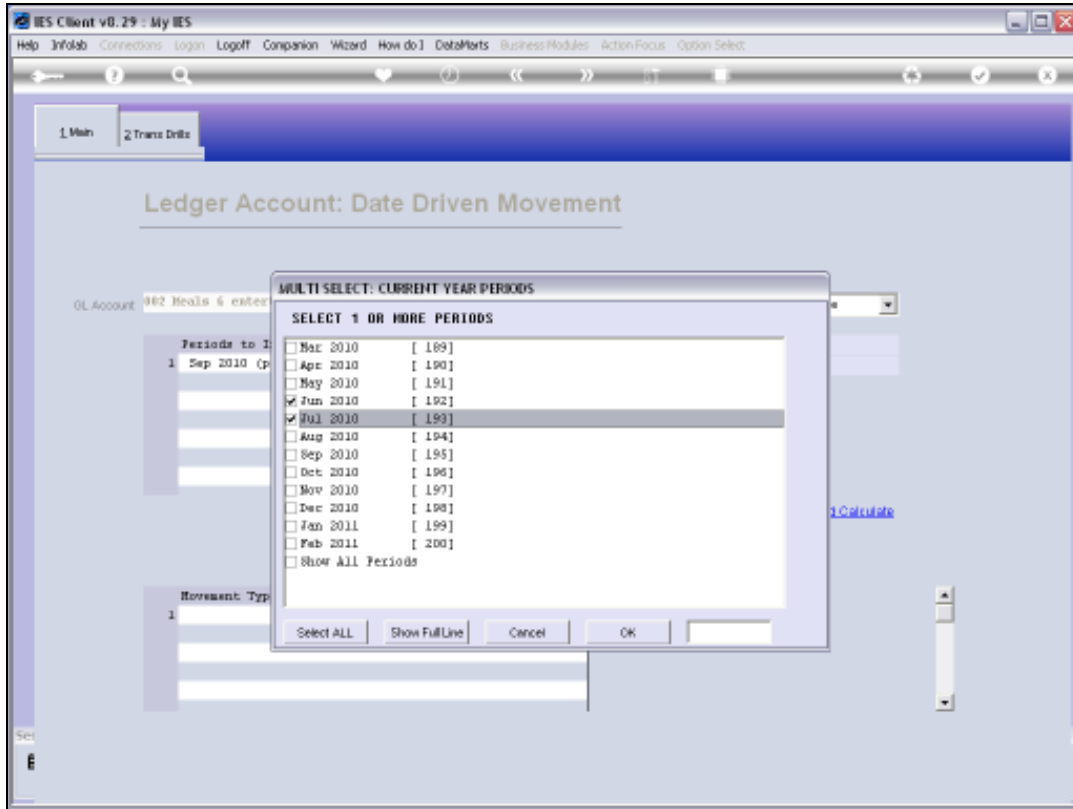 IES Client v8.29 : My IES
Help Infolab Connections Logon Logoff Companion Wizard How do I DataMarts Business Modules Action Focus Option Select
1 Main 2 Trans Drills
Ledger Account: Date Driven Movement
MULTI SELECT: CURRENT YEAR PERIODS
SELECT 1 OR MORE PERIODS
GL Account 002 Meals & enter
Periods to I
1 Sep 2010 (p
Mar 2010 [ 189]
Apr 2010 [ 190]
May 2010 [ 191]
Jun 2010 [ 192]
Jul 2010 [ 193]
Aug 2010 [ 194]
Sep 2010 [ 195]
Oct 2010 [ 196]
Nov 2010 [ 197]
Dec 2010 [ 198]
Jan 2011 [ 199]
Feb 2011 [ 200]
Show All Periods
d Calculate
Movement Typ
1
Select ALL Show Full Line Cancel OK
Ses